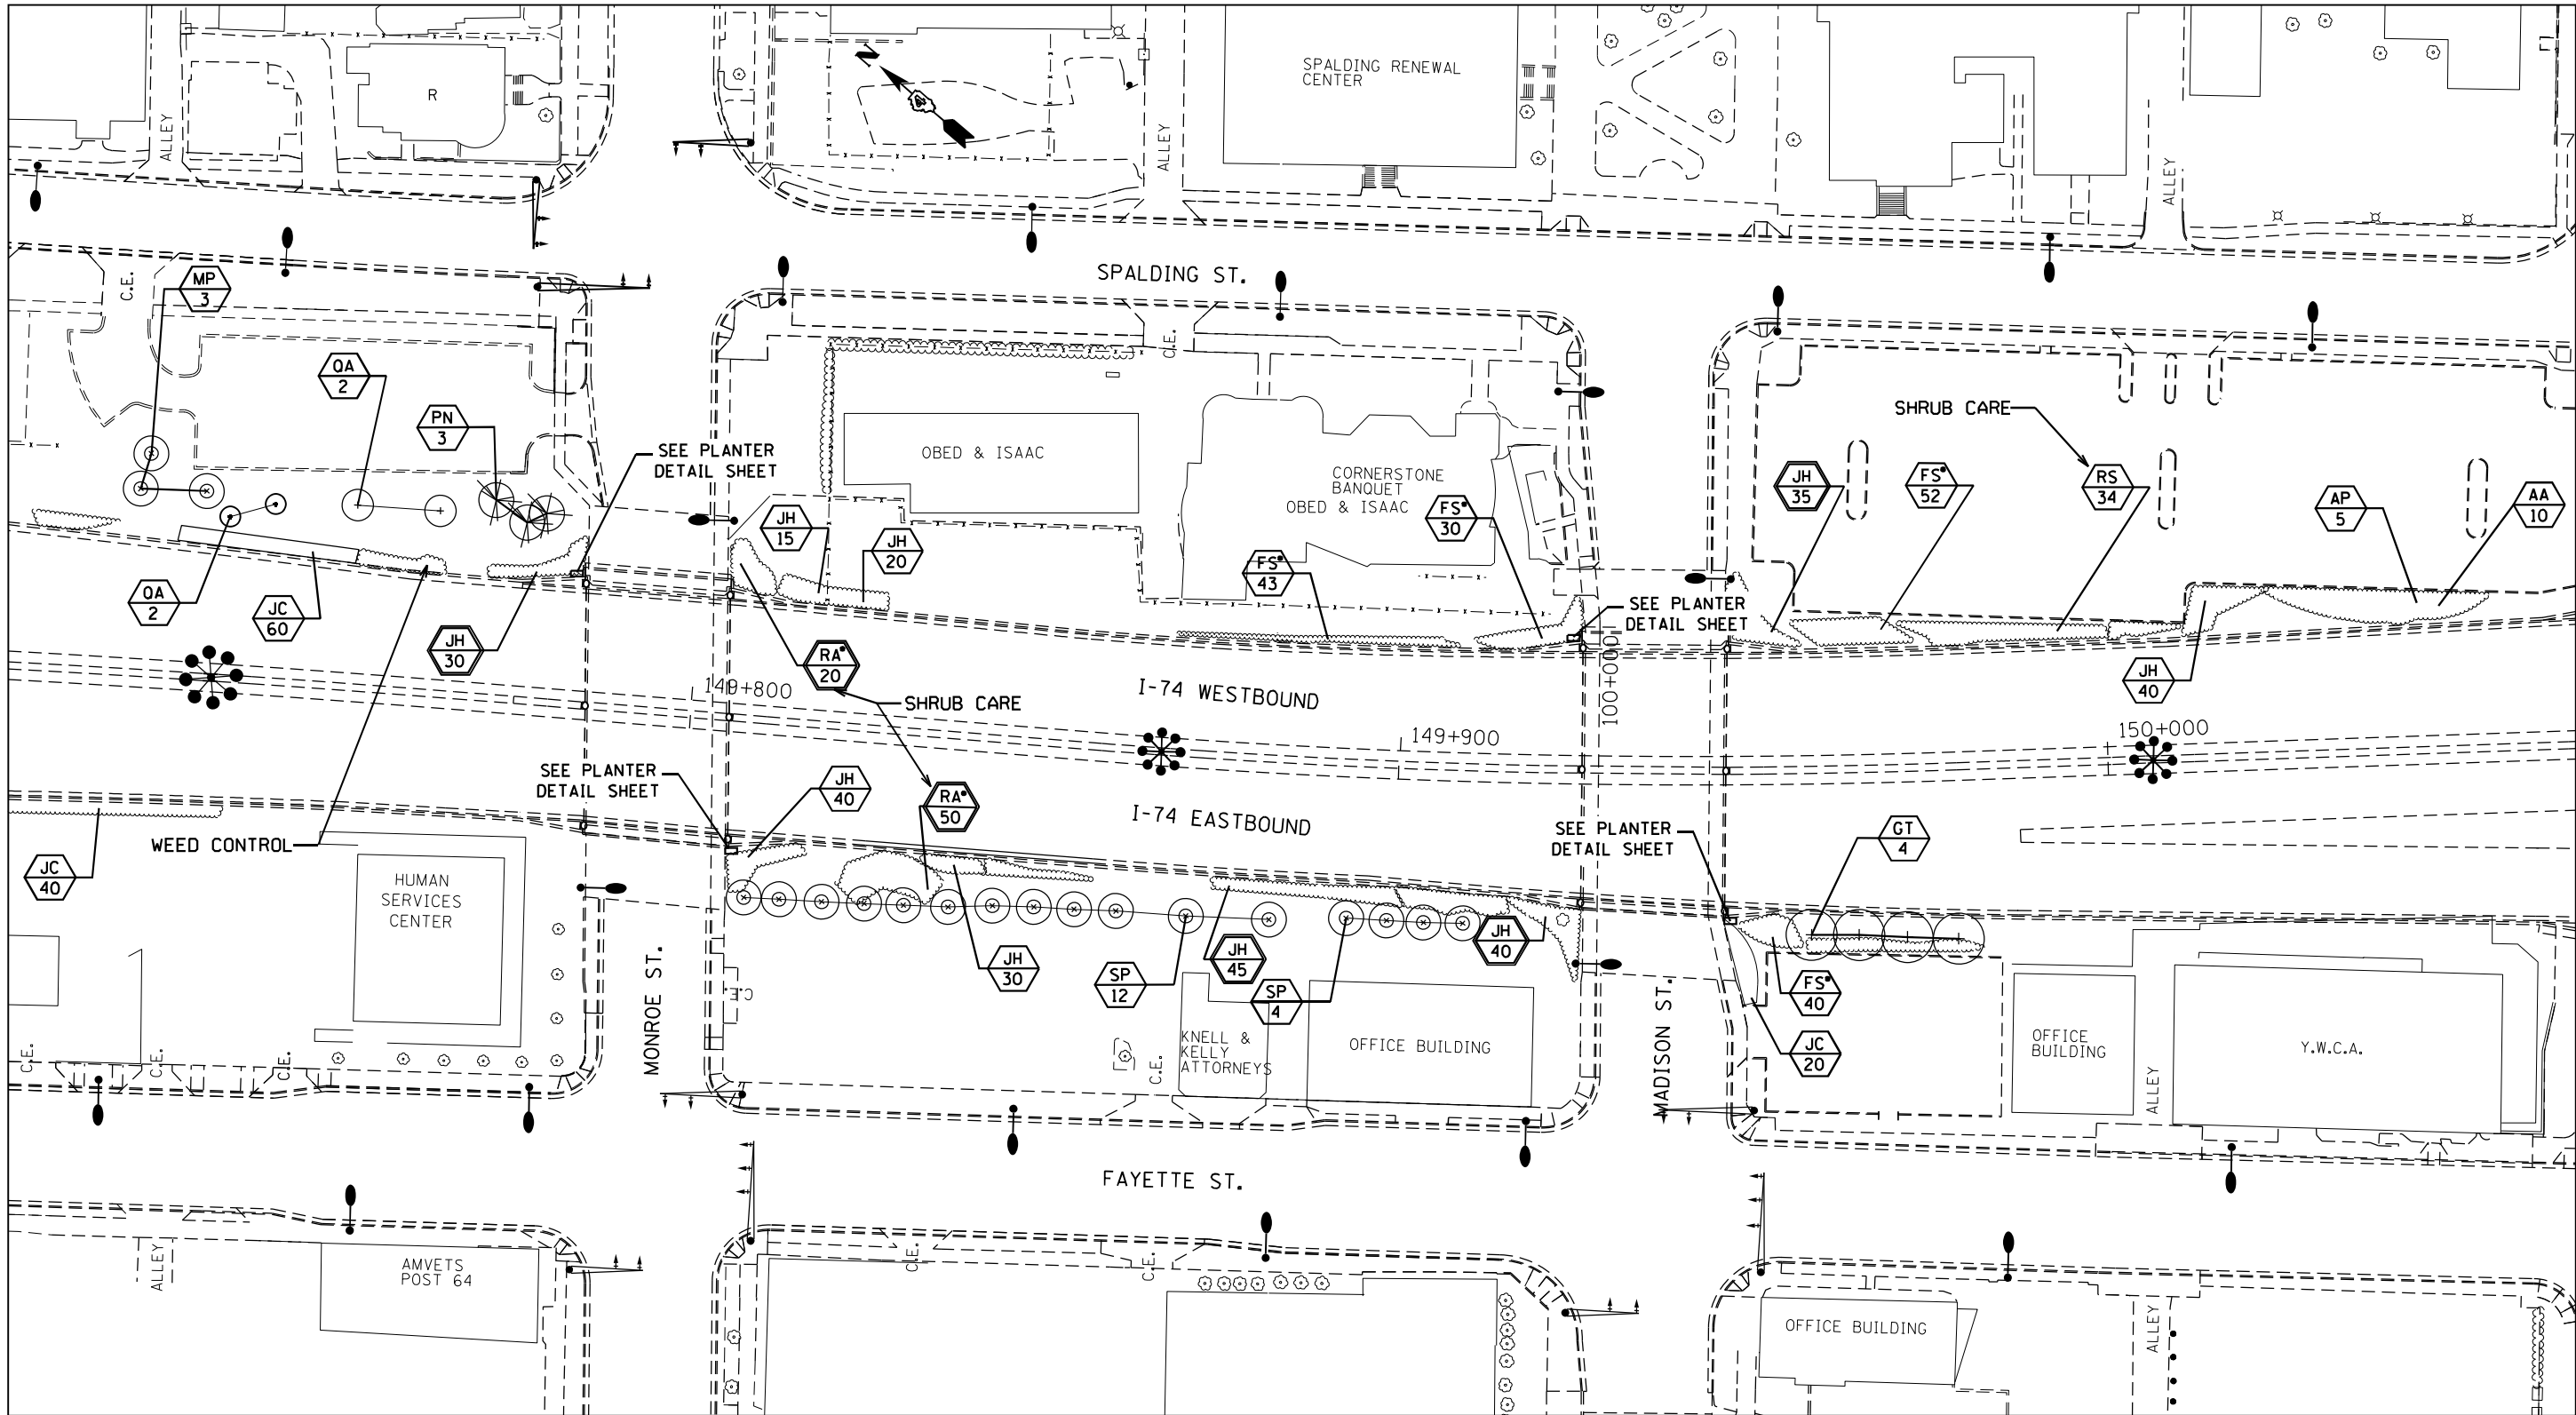 N
4
SPALDING RENEWAL
CENTER
R
ALLEY
ALLEY
ALLEY
SPALDING ST.
C.E.
MP
3
C.E.
QA
2
PN
3
SEE PLANTER
DETAIL SHEET
OBED & ISAAC
CORNERSTONE
BANQUET
OBED & ISAAC
SHRUB CARE
JH
35
FS*
52
RS
34
AP
5
AA
10
JH
15
JH
20
FS*
30
FS*
43
QA
2
JC
60
JH
30
RA*
20
SEE PLANTER
DETAIL SHEET
JH
40
149+800
SHRUB CARE
I-74 WESTBOUND
149+900
100+000
150+000
SEE PLANTER
DETAIL SHEET
JH
40
RA*
50
I-74 EASTBOUND
SEE PLANTER
DETAIL SHEET
GT
4
WEED CONTROL
JC
40
HUMAN
SERVICES
CENTER
JH
30
SP
12
JH
45
SP
4
JH
40
FS*
40
JC
20
C.E.
MONROE ST.
MADISON ST.
KNELL &
KELLY
ATTORNEYS
OFFICE BUILDING
OFFICE
BUILDING
Y.W.C.A.
C.E.
C.E.
C.E.
C.E.
ALLEY
FAYETTE ST.
ALLEY
AMVETS
POST 64
C.E.
C.E.
OFFICE BUILDING
ALLEY